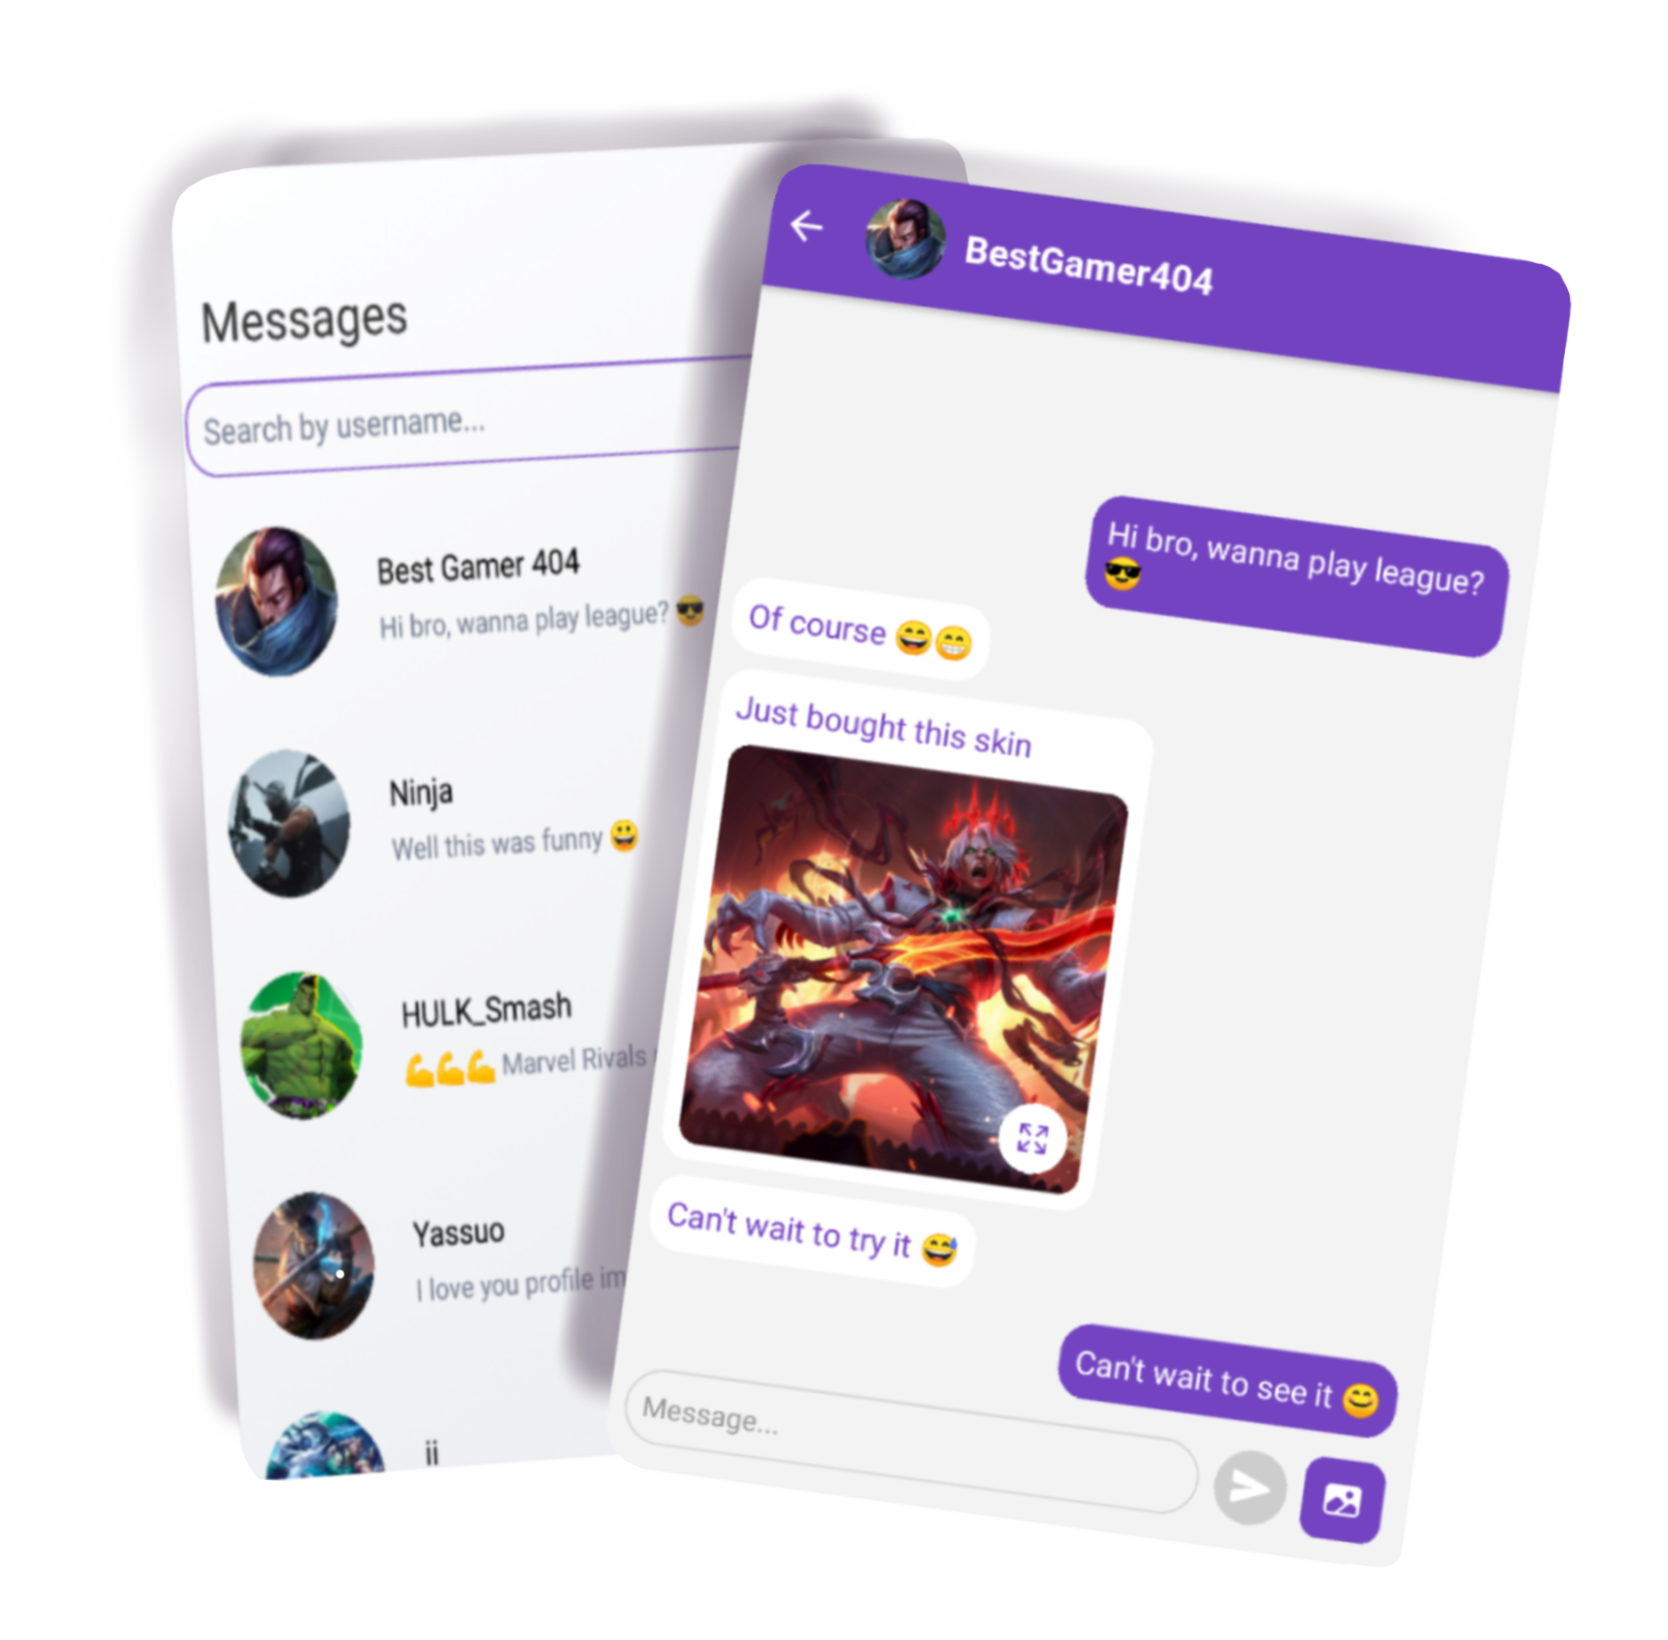 Messages
Search by username...
Best Gamer 404
Hi bro, wanna play league? 😎
Ninja
Well this was funny 😀
HULK_Smash
💪💪💪 Marvel Rivals
Yassuo
I love you profile im
ii
BestGamer404
Hi bro, wanna play league?
😎
Of course 😄😁
Just bought this skin
Can't wait to try it 😅
Can't wait to see it 😊
Message...